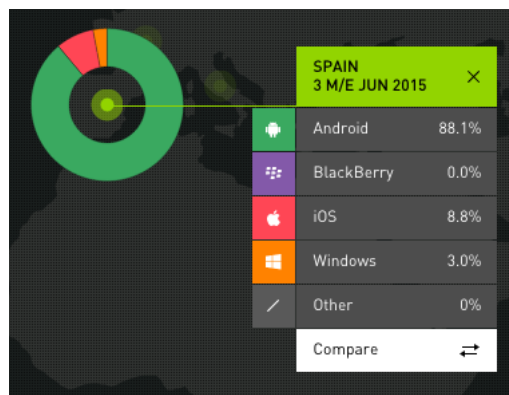 SPAIN
3 M/E JUN 2015
Android 88.1%
BlackBerry 0.0%
iOS 8.8%
Windows 3.0%
Other 0%
Compare